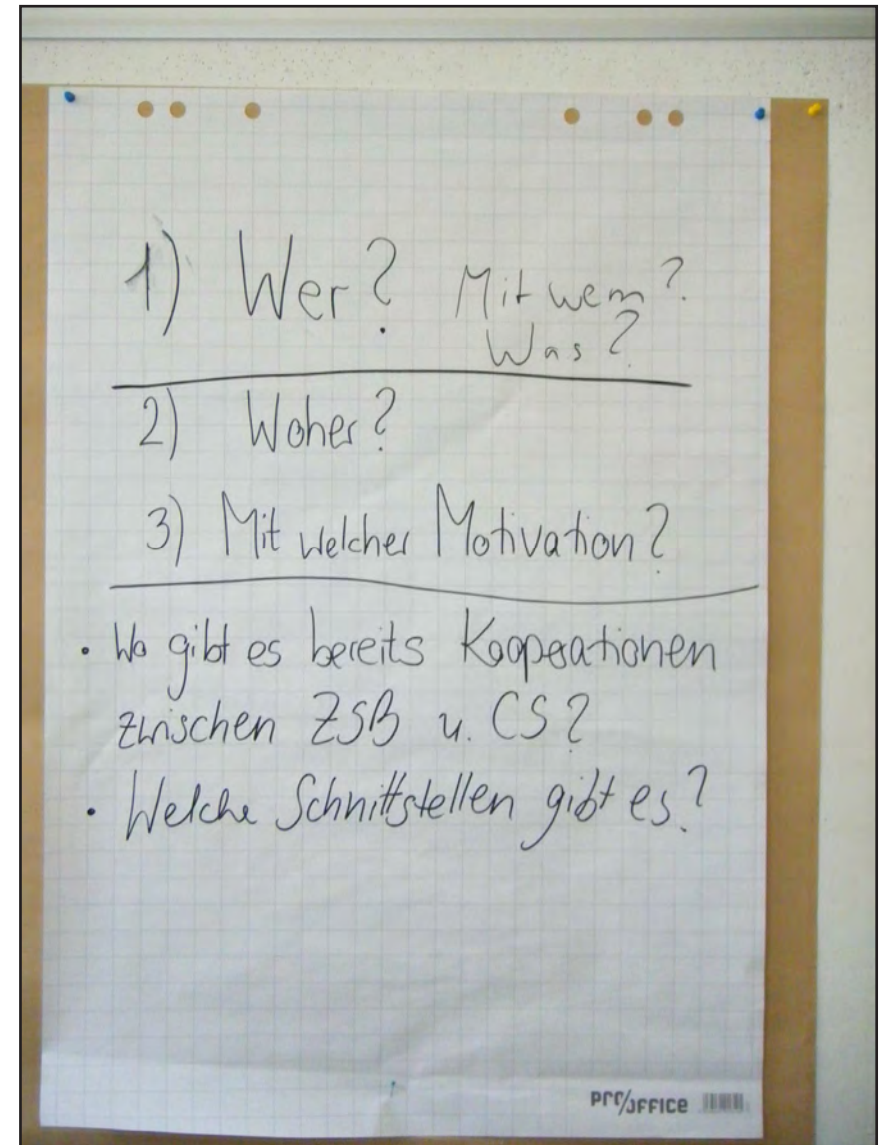 1) Wer? Mit wem?
Was?
2) Woher?
3) Mit welcher Motivation?
• Wo gibt es bereits Kooperationen
zwischen ZSB u. CS?
• Welche Schnittstellen gibt es?
pro/office